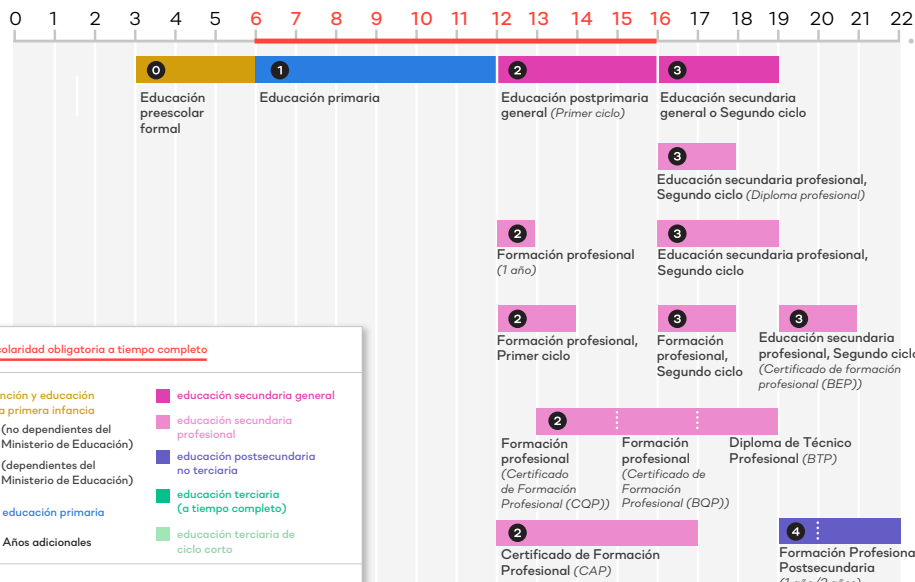 0 1 2 3 4 5 6 7 8 9 10 11 12 13 14 15 16 17 18 19 20 21 22
0 1 2 3
Educación
preescolar
formal
Educación primaria
Educación postprimaria
general (Primer ciclo)
Educación secundaria
general o Segundo ciclo
3
Educación secundaria profesional,
Segundo ciclo (Diploma profesional)
2
Formación profesional
(1 año)
3
Educación secundaria profesional,
Segundo ciclo
2
Formación profesional,
Primer ciclo
3
Formación
profesional,
Segundo ciclo
3
Educación secundaria
profesional, Segundo ciclo
(Certificado de formación
profesional (BEP))
2
Formación
profesional
(Certificado
de Formación
Profesional (CQP))
Formación
profesional
(Certificado de
Formación
Profesional (BQP))
Diploma de Técnico
Profesional (BTP)
2
Certificado de Formación
Profesional (CAP)
4
Formación Profesiona
Postsecundaria
(1 año/2 años)
colaridad obligatoria a tiempo completo
nción y educación
a primera infancia
(no dependientes del
Ministerio de Educación)
(dependientes del
Ministerio de Educación)
educación primaria
Años adicionales
educación secundaria general
educación secundaria
profesional
educación postsecundaria
no terciaria
educación terciaria
(a tiempo completo)
educación terciaria de
ciclo corto